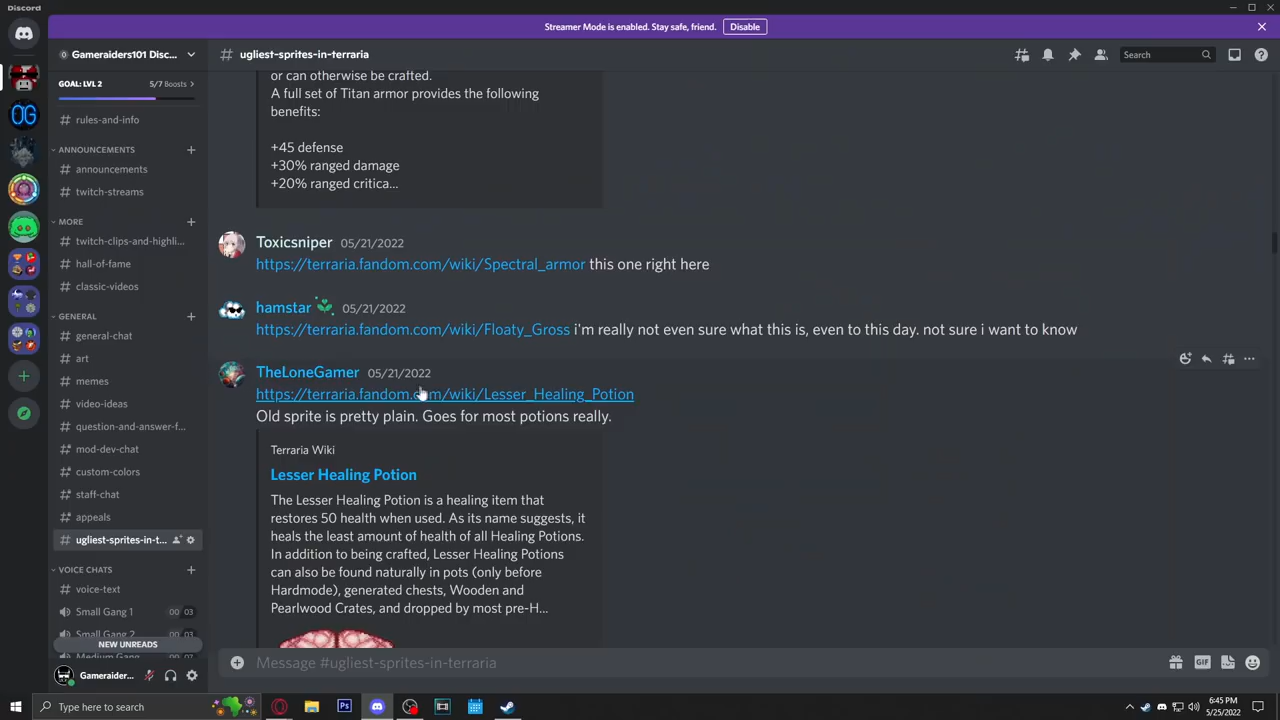 Discord
Streamer Mode is enabled. Stay safe, friend. Disable
Gameraiders101 Disc...
ugliest-sprites-in-terraria
Search
GOAL: LVL 2 5/7 Boosts
rules-and-info
ANNOUNCEMENTS
announcements
twitch-streams
MORE
twitch-clips-and-highli...
hall-of-fame
classic-videos
GENERAL
general-chat
art
memes
video-ideas
question-and-answer-f...
mod-dev-chat
custom-colors
staff-chat
appeals
ugliest-sprites-in-t...
VOICE CHATS
voice-text
Small Gang 1 00 03
Small Gang 2 00 03
NEW UNREADS
Medium Gang
Gameraider...
or can otherwise be crafted.
A full set of Titan armor provides the following
benefits:
+45 defense
+30% ranged damage
+20% ranged critica...
Toxicsniper 05/21/2022
https://terraria.fandom.com/wiki/Spectral_armor this one right here
hamstar 05/21/2022
https://terraria.fandom.com/wiki/Floaty_Gross i'm really not even sure what this is, even to this day. not sure i want to know
TheLoneGamer 05/21/2022
https://terraria.fandom.com/wiki/Lesser_Healing_Potion
Old sprite is pretty plain. Goes for most potions really.
Terraria Wiki
Lesser Healing Potion
The Lesser Healing Potion is a healing item that
restores 50 health when used. As its name suggests, it
heals the least amount of health of all Healing Potions.
In addition to being crafted, Lesser Healing Potions
can also be found naturally in pots (only before
Hardmode), generated chests, Wooden and
Pearlwood Crates, and dropped by most pre-H...
Message #ugliest-sprites-in-terraria
GIF
Type here to search
Ps
6:45 PM
5/25/2022